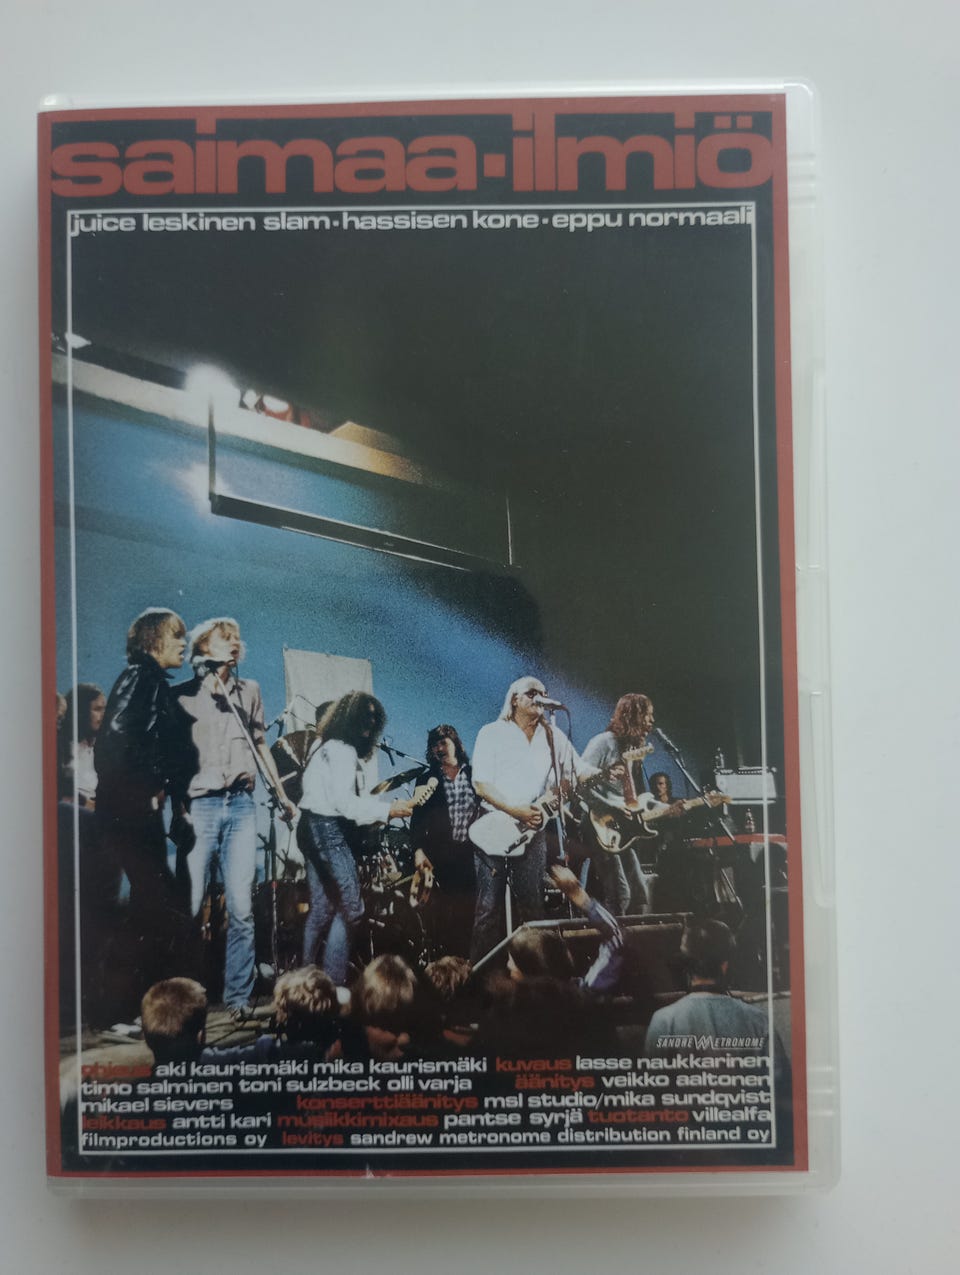 saimaa-ilmiö
juice leskinen slam·hassisen kone·eppu normaali
SANDREW METRONOME
ohjaus aki kaurismäki mika kaurismäki kuvaus lasse naukkarinen
timo salminen toni sulzbeck olli varja äänitys veikko aaltonen
mikael sievers konserttiäänitys msl studio/mika sundqvist
leikkaus antti kari musiikkimixaus pantse syrjä tuotanto villealfa
filmproductions oy levitys sandrew metronome distribution finland oy